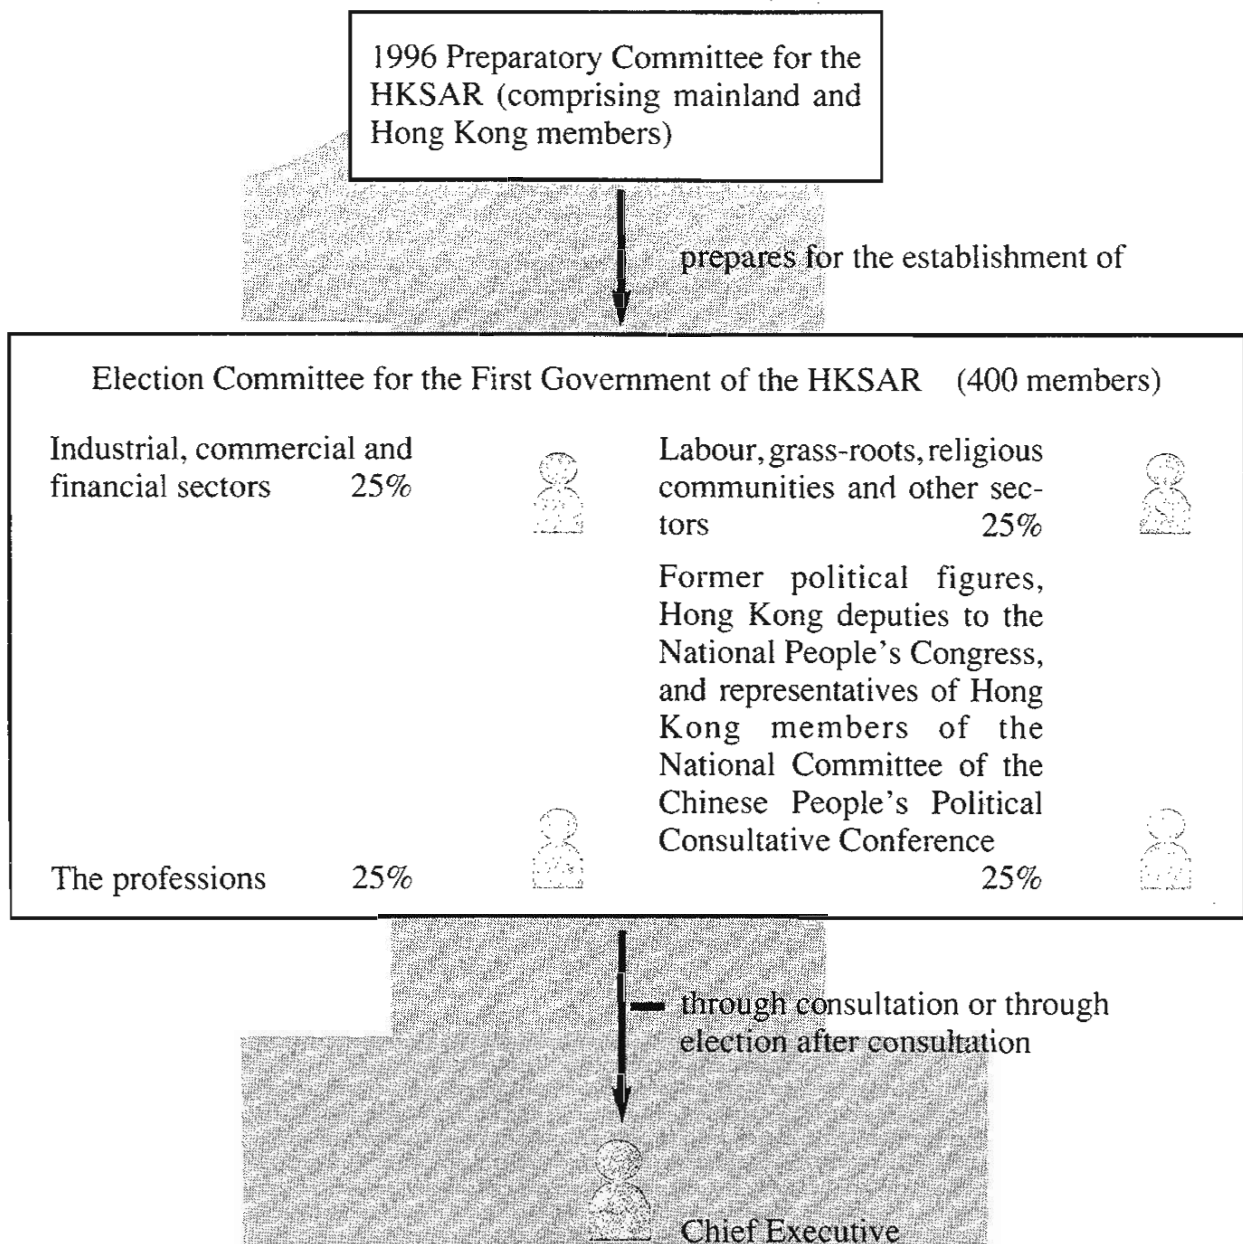 1996 Preparatory Committee for the
HKSAR (comprising mainland and
Hong Kong members)
prepares for the establishment of
Election Committee for the First Government of the HKSAR (400 members)
Industrial, commercial and
financial sectors 25%
Labour, grass-roots, religious
communities and other sec-
tors 25%
The professions 25%
Former political figures,
Hong Kong deputies to the
National People's Congress,
and representatives of Hong
Kong members of the
National Committee of the
Chinese People's Political
Consultative Conference
25%
through consultation or through
election after consultation
Chief Executive